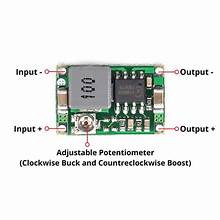 Input -
Output -
100
Input +
Output +
Adjustable Potentiometer
(Clockwise Buck and Countreclockwise Boost)